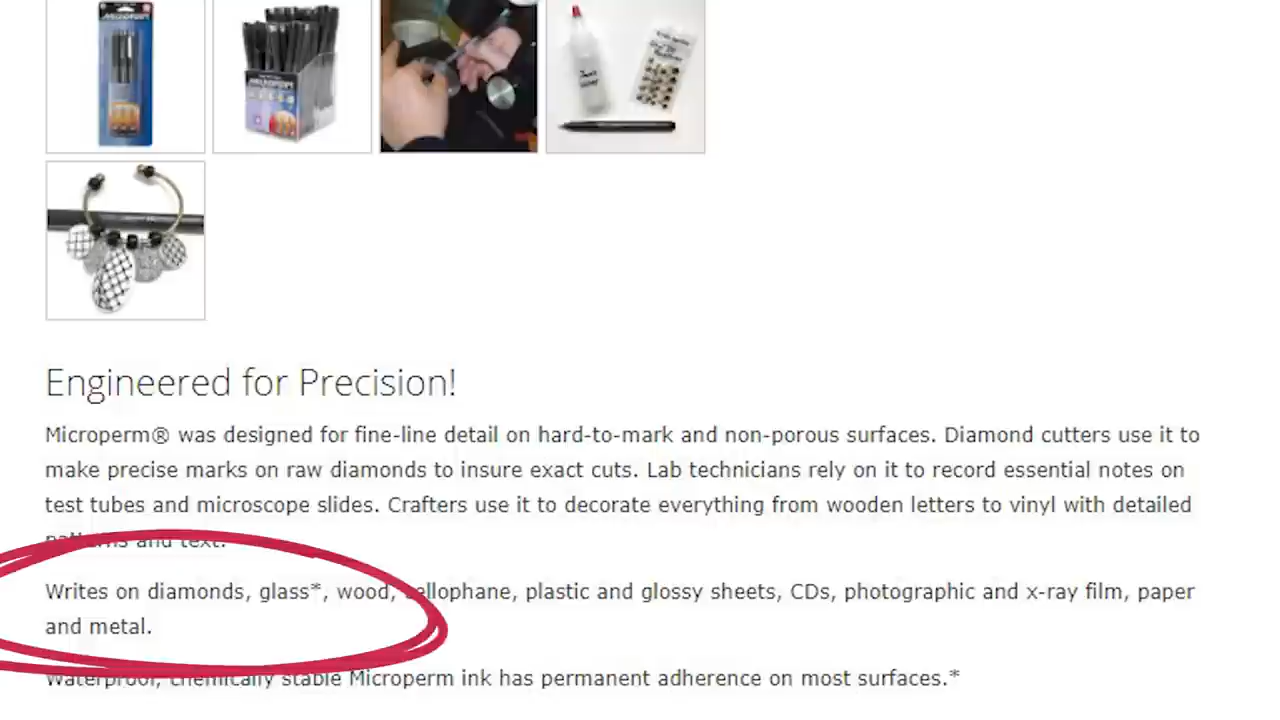 MICROPERM
MICROPERM
Engineered for Precision!
Microperm® was designed for fine-line detail on hard-to-mark and non-porous surfaces. Diamond cutters use it to
make precise marks on raw diamonds to insure exact cuts. Lab technicians rely on it to record essential notes on
test tubes and microscope slides. Crafters use it to decorate everything from wooden letters to vinyl with detailed
patterns and text.
Writes on diamonds, glass*, wood, cellophane, plastic and glossy sheets, CDs, photographic and x-ray film, paper
and metal.
Waterproof, chemically stable Microperm ink has permanent adherence on most surfaces.*